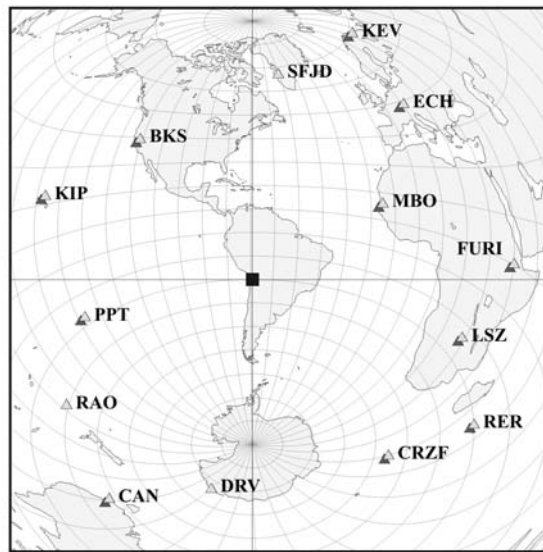 KEV
SFJD
ECH
BKS
KIP
MBO
FURI
PPT
LSZ
RAO
RER
CRZF
CAN
DRV